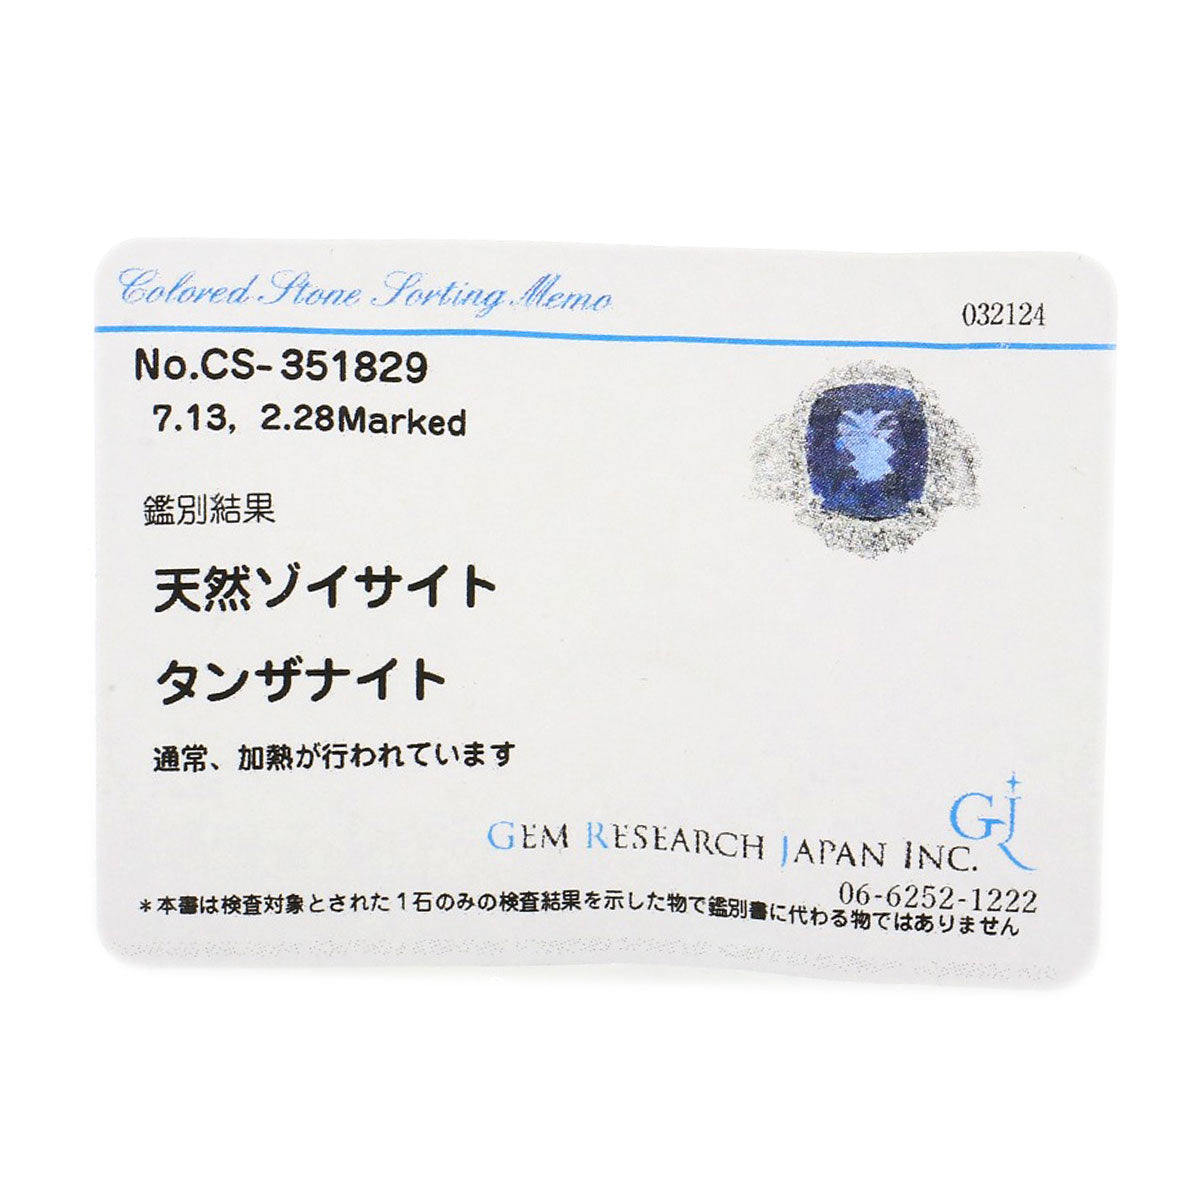 Colored Stone Sorting Memo
032124
No.CS-351829
7.13, 2.28Marked
鑑別結果
天然ゾイサイト
タンザナイト
通常、加熱が行われています
GJ
GEM RESEARCH JAPAN INC.
06-6252-1222
*本書は検査対象とされた1石のみの検査結果を示した物で鑑別書に代わる物ではありません